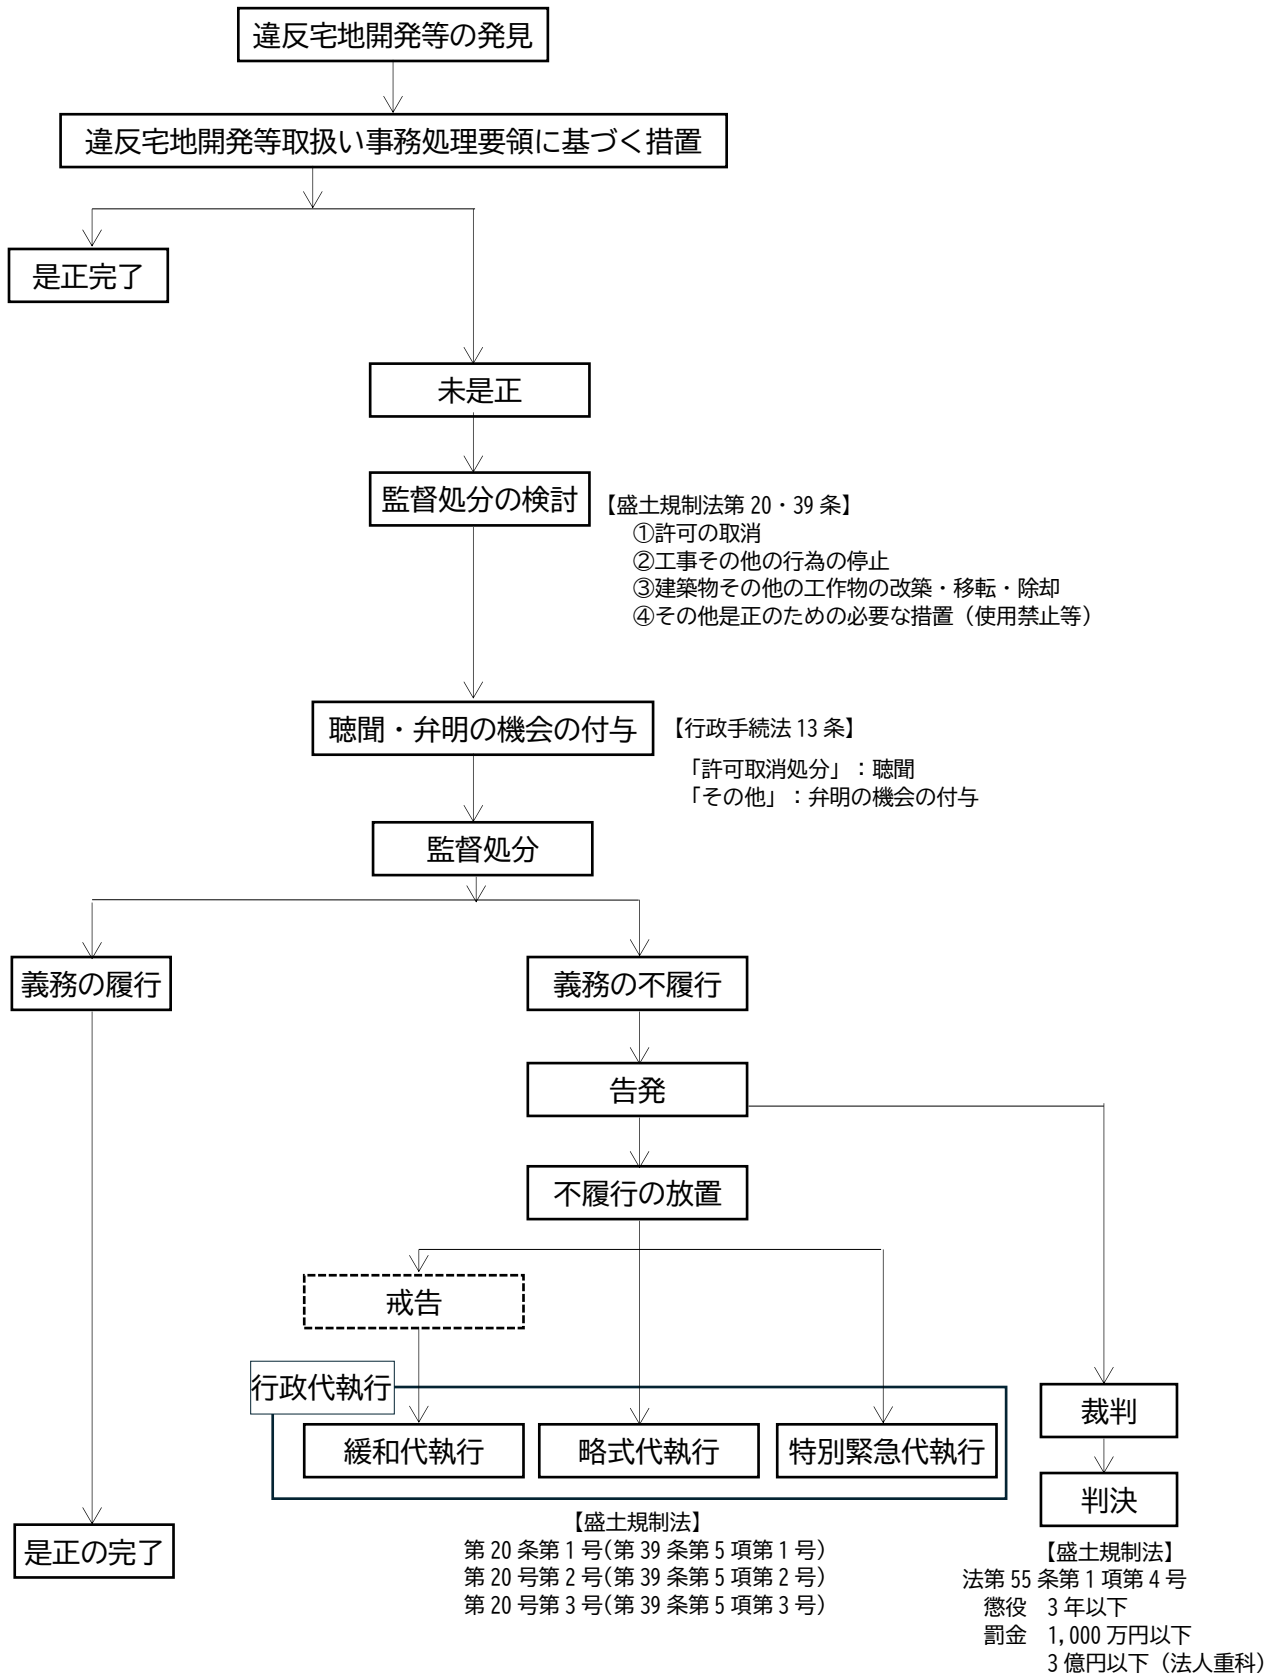 違反宅地開発等の発見
違反宅地開発等取扱い事務処理要領に基づく措置
是正完了
未是正
監督処分の検討
【盛土規制法第 20・39 条】
①許可の取消
②工事その他の行為の停止
③建築物その他の工作物の改築・移転・除却
④その他是正のための必要な措置（使用禁止等）
聴聞・弁明の機会の付与
【行政手続法 13 条】
「許可取消処分」：聴聞
「その他」：弁明の機会の付与
監督処分
義務の履行
義務の不履行
告発
不履行の放置
戒告
行政代執行
緩和代執行
略式代執行
特別緊急代執行
裁判
判決
是正の完了
【盛土規制法】
第 20 条第 1 号(第 39 条第 5 項第 1 号)
第 20 号第 2 号(第 39 条第 5 項第 2 号)
第 20 号第 3 号(第 39 条第 5 項第 3 号)
【盛土規制法】
法第 55 条第 1 項第 4 号
懲役　3 年以下
罰金　1,000 万円以下
3 億円以下（法人重科）